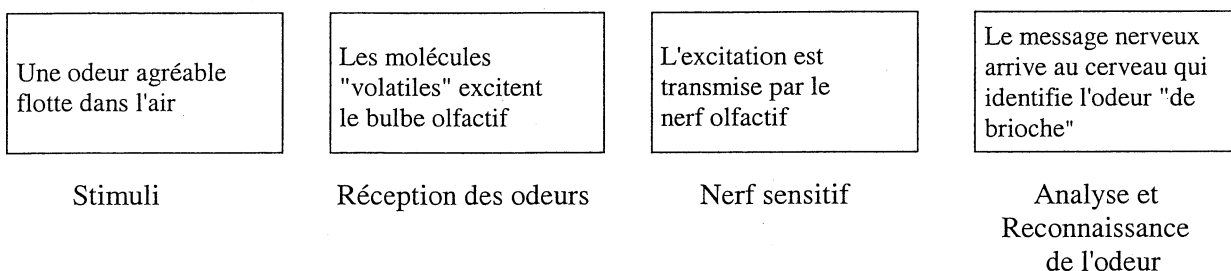 Une odeur agréable
flotte dans l'air
Les molécules
"volatiles" excitent
le bulbe olfactif
L'excitation est
transmise par le
nerf olfactif
Le message nerveux
arrive au cerveau qui
identifie l'odeur "de
brioche"
Stimuli
Réception des odeurs
Nerf sensitif
Analyse et
Reconnaissance
de l'odeur